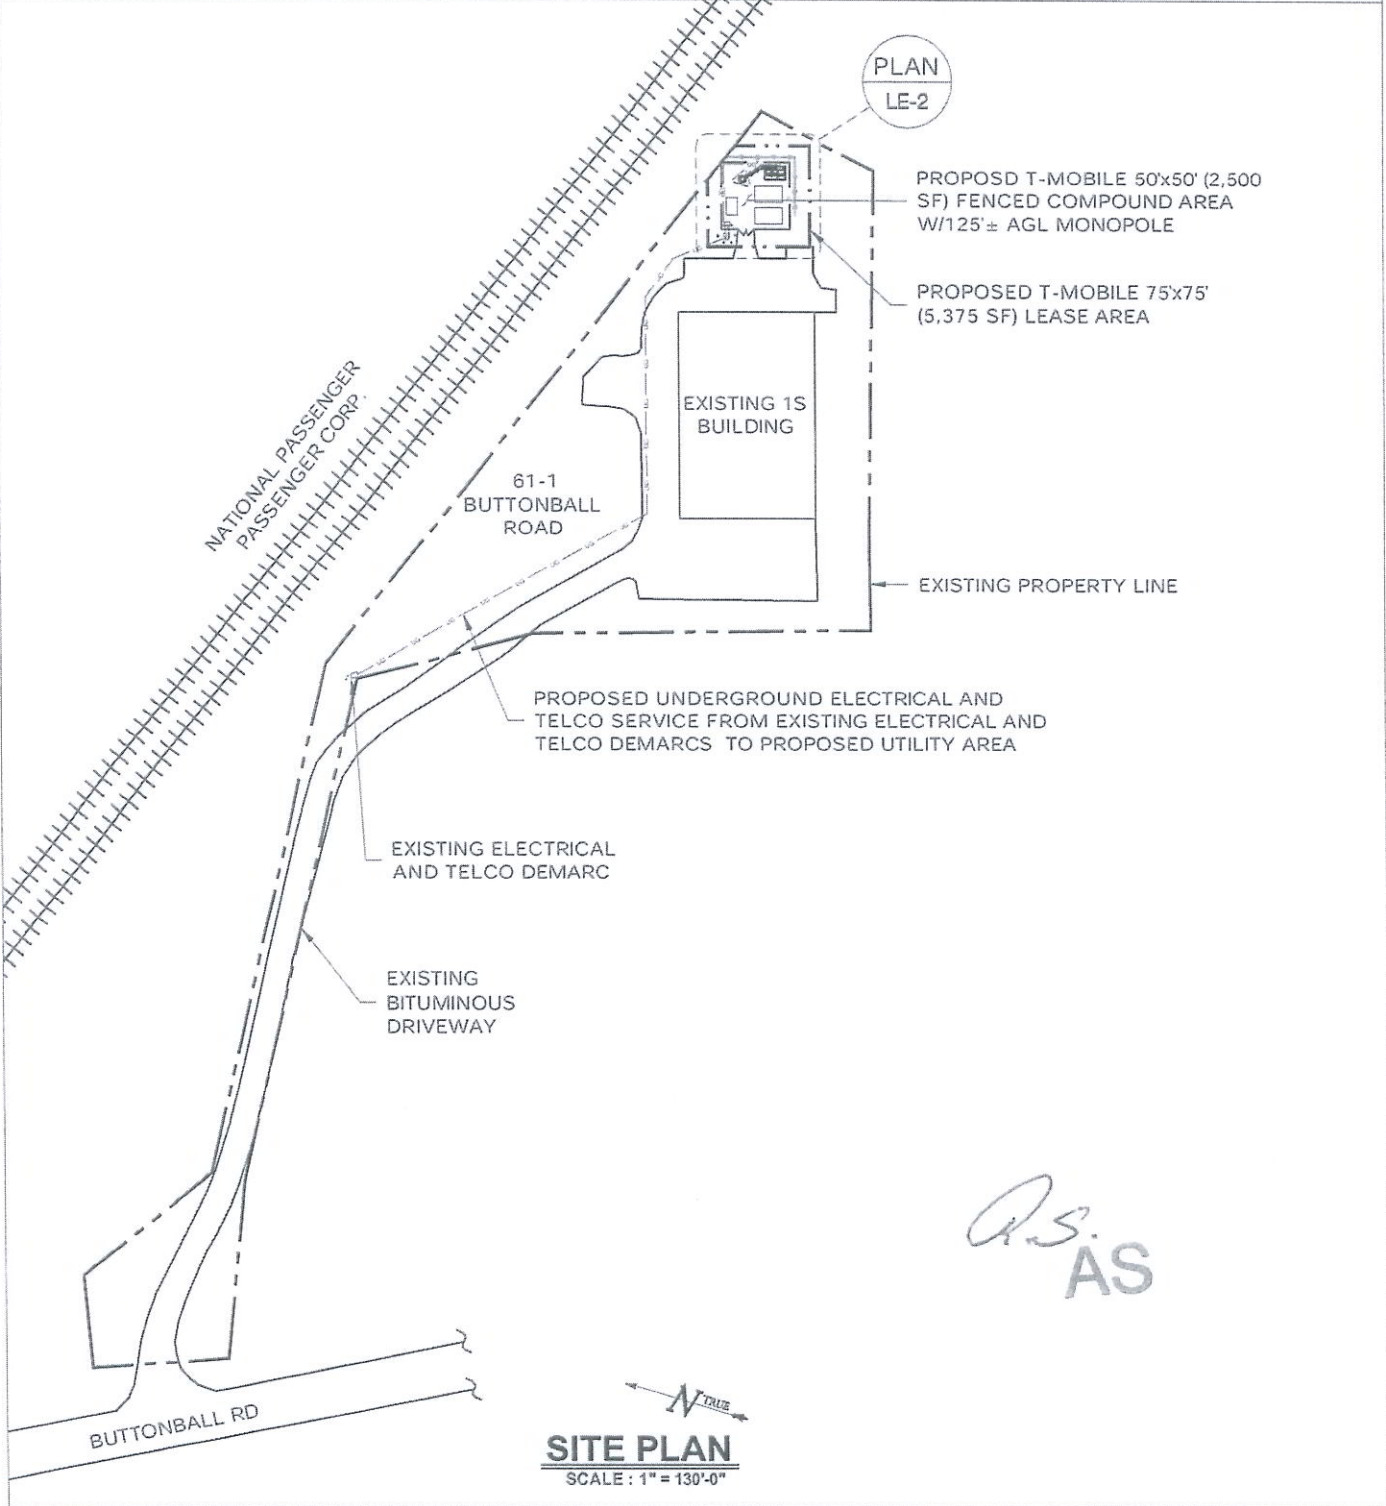 PLAN
LE-2
PROPOSD T-MOBILE 50'x50' (2,500
SF) FENCED COMPOUND AREA
W/125'± AGL MONOPOLE
PROPOSED T-MOBILE 75'x75'
(5,375 SF) LEASE AREA
NATIONAL PASSENGER
PASSENGER CORP.
EXISTING 1S
BUILDING
61-1
BUTTONBALL
ROAD
EXISTING PROPERTY LINE
PROPOSED UNDERGROUND ELECTRICAL AND
TELCO SERVICE FROM EXISTING ELECTRICAL AND
TELCO DEMARCS TO PROPOSED UTILITY AREA
EXISTING ELECTRICAL
AND TELCO DEMARC
EXISTING
BITUMINOUS
DRIVEWAY
A.S.
AS
BUTTONBALL RD
N TRUE
SITE PLAN
SCALE : 1" = 130'-0"